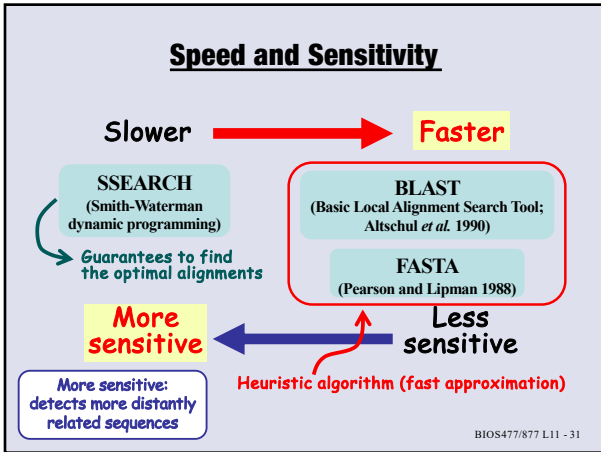 Speed and Sensitivity
Slower
Faster
SSEARCH
(Smith-Waterman
dynamic programming)
Guarantees to find
the optimal alignments
BLAST
(Basic Local Alignment Search Tool;
Altschul et al. 1990)
FASTA
(Pearson and Lipman 1988)
More
sensitive
Less
sensitive
More sensitive:
detects more distantly
related sequences
Heuristic algorithm (fast approximation)
BIOS477/877 L11 - 31